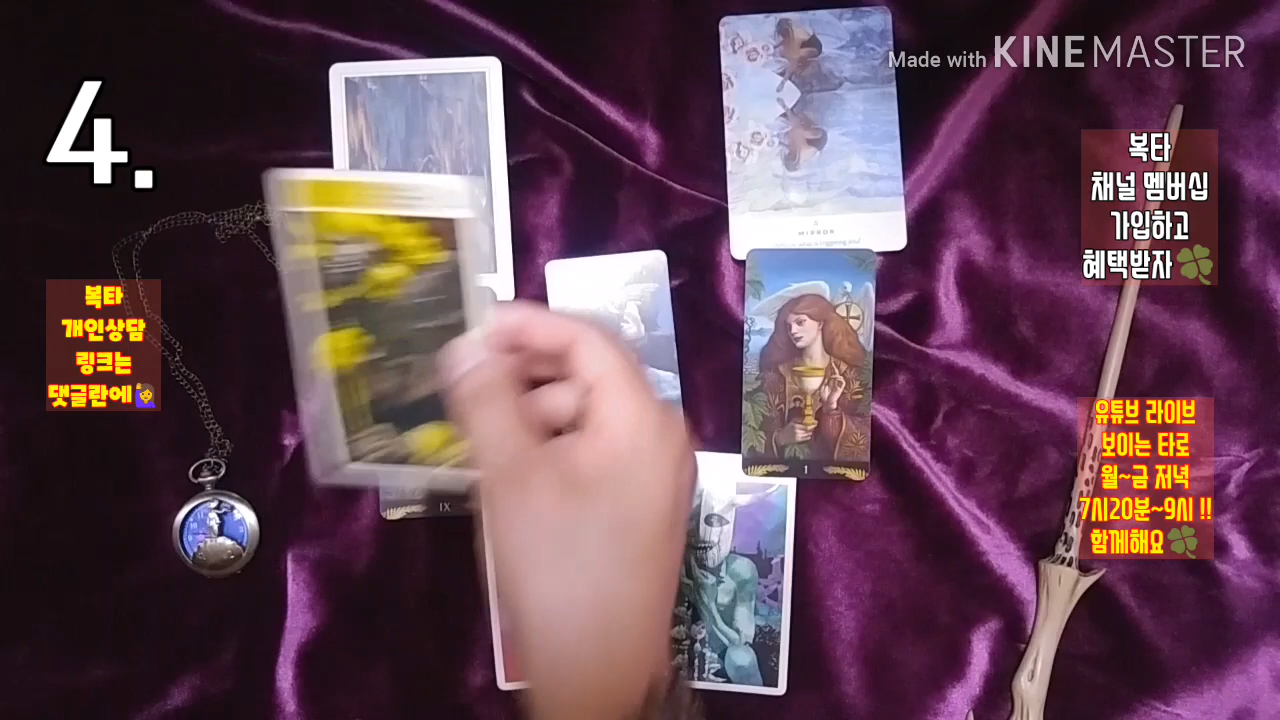 Made with KINEMASTER
4.
복타
채널 멤버십
가입하고
혜택받자🍀
MIRROR
복타
개인상담
링크는
댓글란에🙋‍♀️
유튜브 라이브
보이는 타로
월~금 저녁
7시20분~9시 !!
함께해요🍀
1
IX